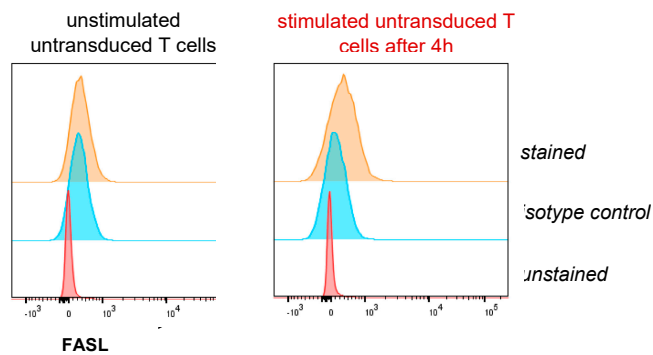 unstimulated
untransduced T cells
stimulated untransduced T
cells after 4h
stained
isotype control
unstained
-10³ 0 10³ 10⁴
-10³ 0 10³ 10⁴ 10⁵
FASL